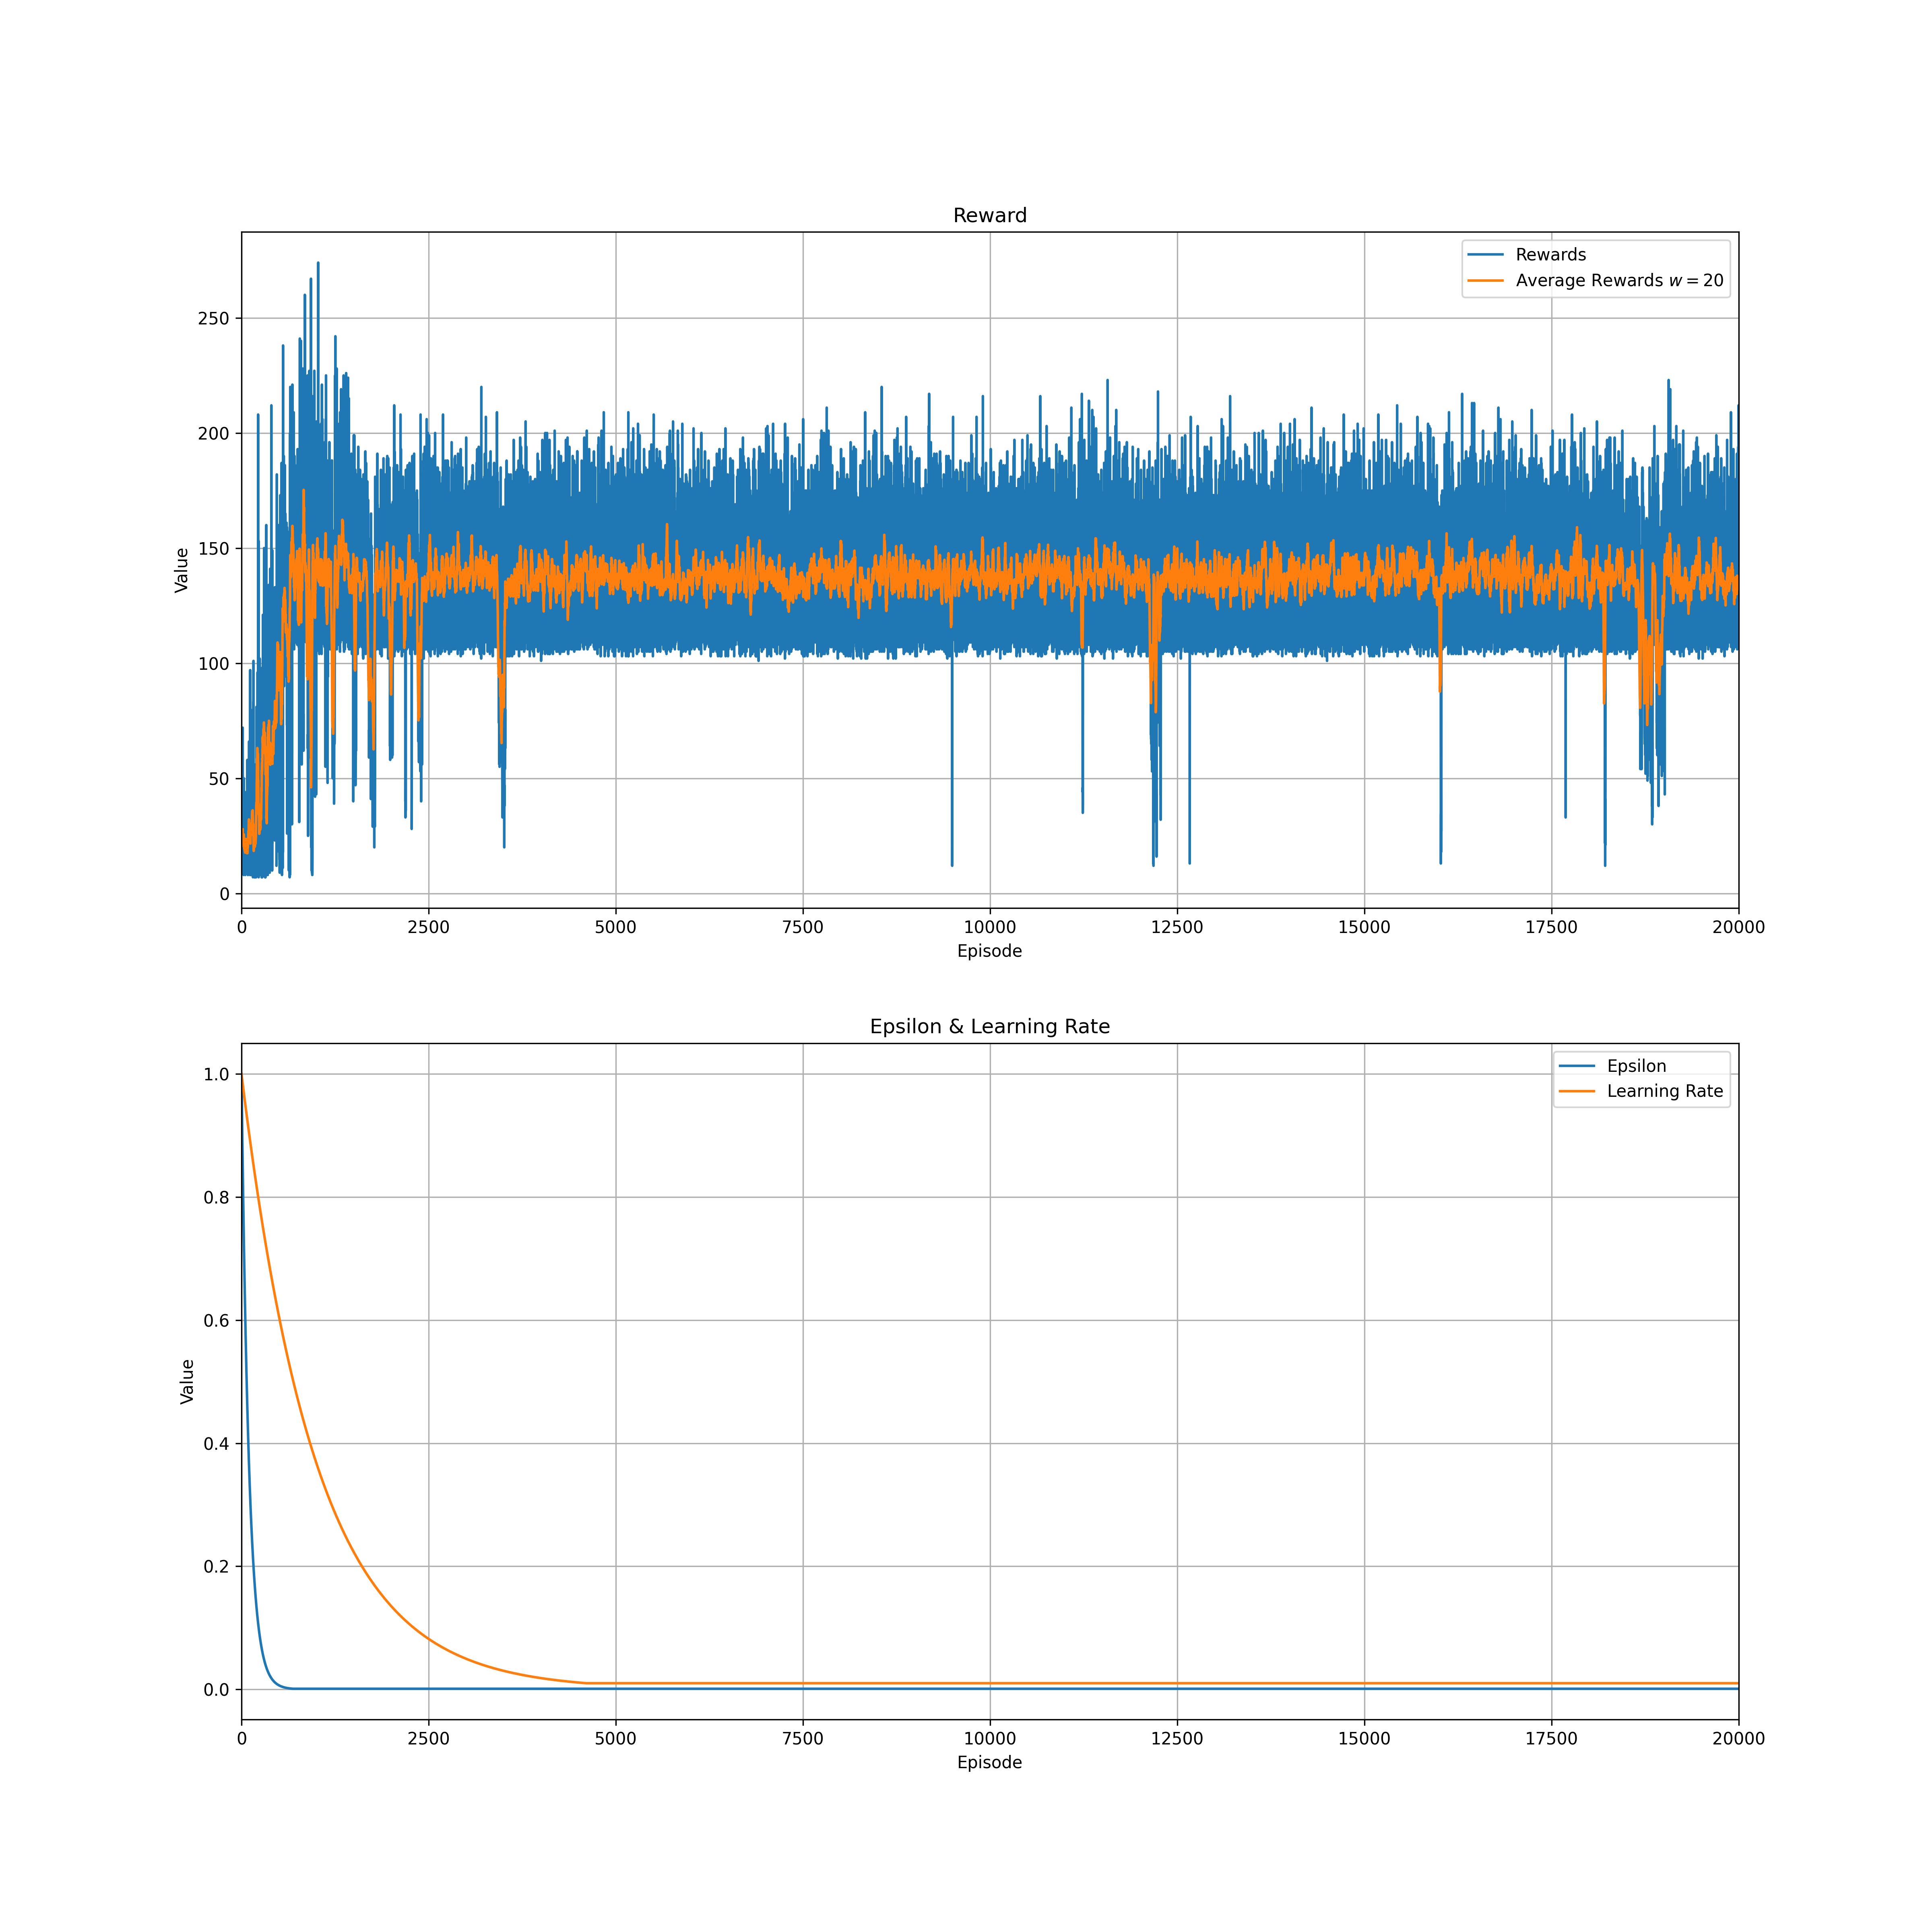 Reward
Rewards
Average Rewards w = 20
250
200
150
100
50
0
Value
0 2500 5000 7500 10000 12500 15000 17500 20000
Episode
Epsilon & Learning Rate
Epsilon
Learning Rate
1.0
0.8
0.6
0.4
0.2
0.0
Value
0 2500 5000 7500 10000 12500 15000 17500 20000
Episode